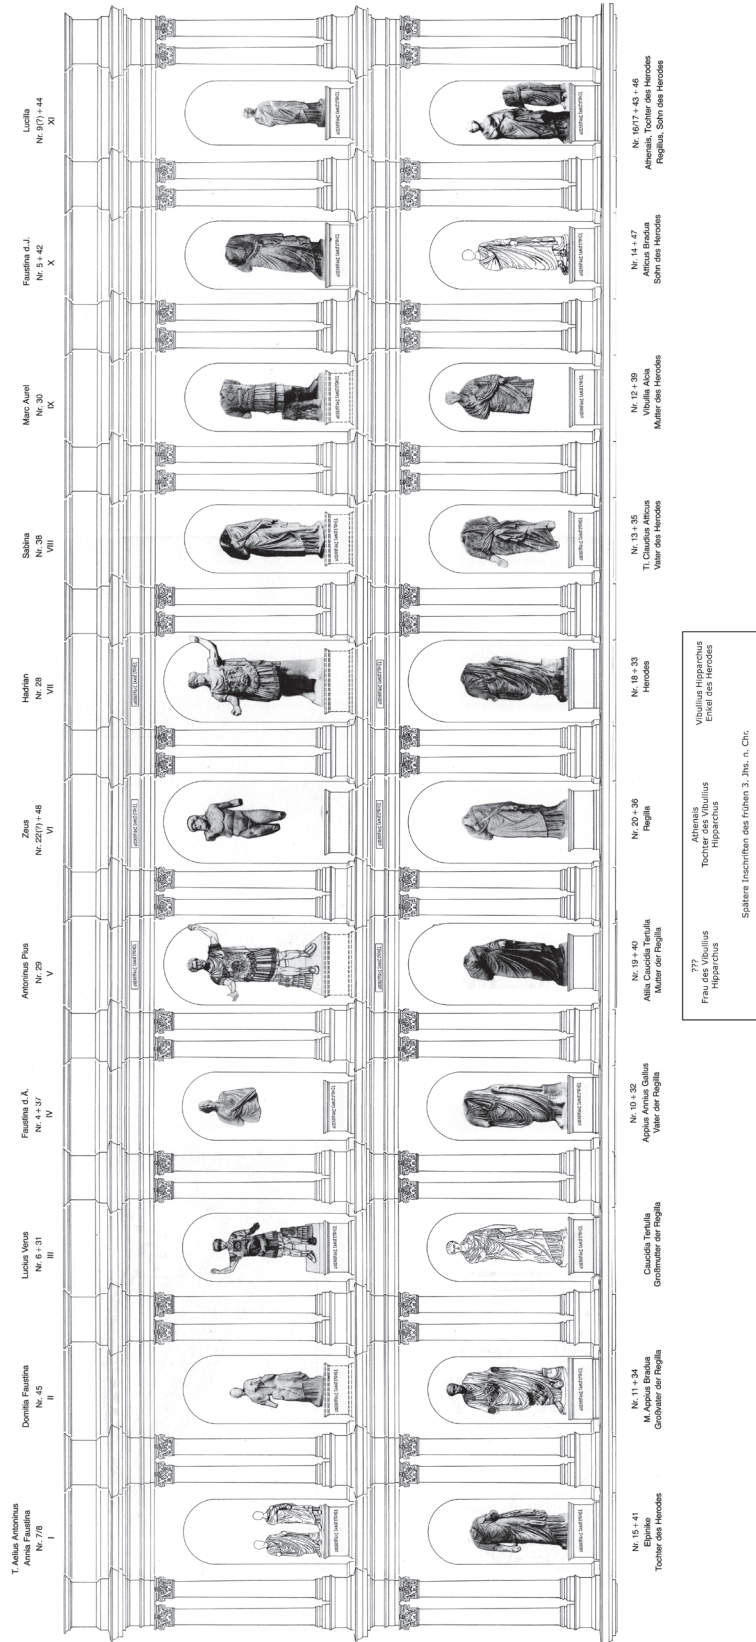 T. Aelius Antoninus
Annia Faustina
Nr. 7/8
I
Domitia Faustina
Nr. 45
II
Lucius Verus
Nr. 6 + 31
III
Faustina d. Ä.
Nr. 4 + 37
IV
Antoninus Pius
Nr. 29
V
Zeus
Nr. 22(?) + 48
VI
Hadrian
Nr. 28
VII
Sabina
Nr. 38
VIII
Marc Aurel
Nr. 30
IX
Faustina d.J.
Nr. 5 + 42
X
Lucilla
Nr. 9(?) + 44
XI
Nr. 15 + 41
Elpinike
Tochter des Herodes
Nr. 11 + 34
M. Appius Bradua
Großvater der Regilla
Caucidia Tertulla
Großmutter der Regilla
Nr. 10 + 32
Appius Annius Gallus
Vater der Regilla
Nr. 19 + 40
Atilia Caucidia Tertulla
Mutter der Regilla
Nr. 20 + 36
Regilla
Nr. 18 + 33
Herodes
Nr. 13 + 35
Ti. Claudius Atticus
Vater des Herodes
Nr. 12 + 39
Vibullia Alcia
Mutter des Herodes
Nr. 14 + 47
Atticus Bradua
Sohn des Herodes
Nr. 16/17 + 43 + 46
Athenais, Tochter des Herodes
Regillus, Sohn des Herodes
???
Frau des Vibullius
Hipparchus
Athenais
Tochter des Vibullius
Hipparchus
Vibullius Hipparchus
Enkel des Herodes
Spätere Inschriften des frühen 3. Jhs. n. Chr.